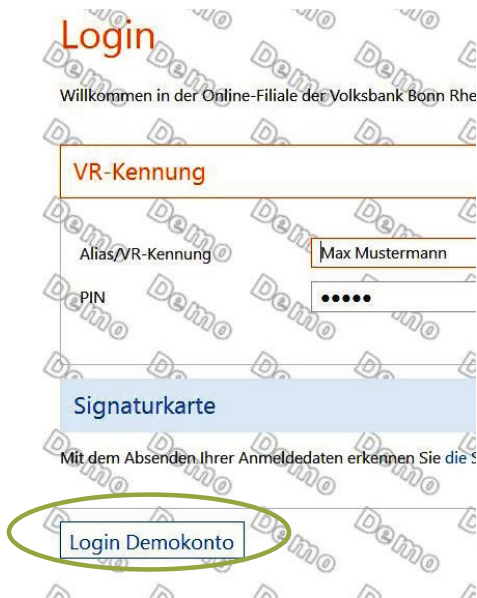 Login
Willkommen in der Online-Filiale der Volksbank Bonn Rhe
VR-Kennung
Alias/VR-Kennung Max Mustermann
PIN •••••
Signaturkarte
Mit dem Absenden Ihrer Anmeldedaten erkennen Sie die S
Login Demokonto
Demo